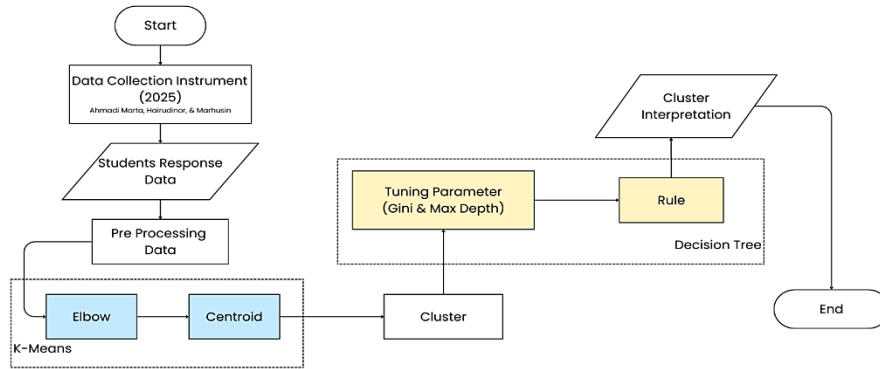 Start
Data Collection Instrument
(2025)
Ahmadi Marta, Hairudinor, & Marhusin
Students Response
Data
Pre Processing
Data
Elbow
Centroid
K-Means
Cluster
Tuning Parameter
(Gini & Max Depth)
Rule
Decision Tree
Cluster
Interpretation
End